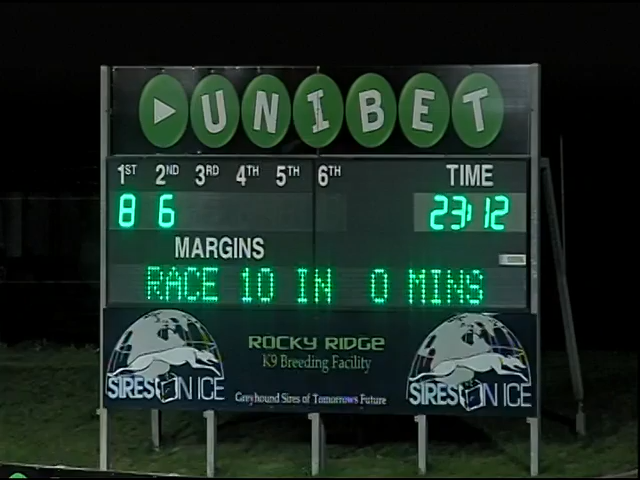 UNIBET
1ST 2ND 3RD 4TH 5TH 6TH TIME
8 6 23:12
MARGINS
RACE 10 IN 0 MINS
ROCKY RIDGE
K9 Breeding Facility
SIRES ON ICE
SIRES ON ICE
Greyhound Sires of Tomorrows Future